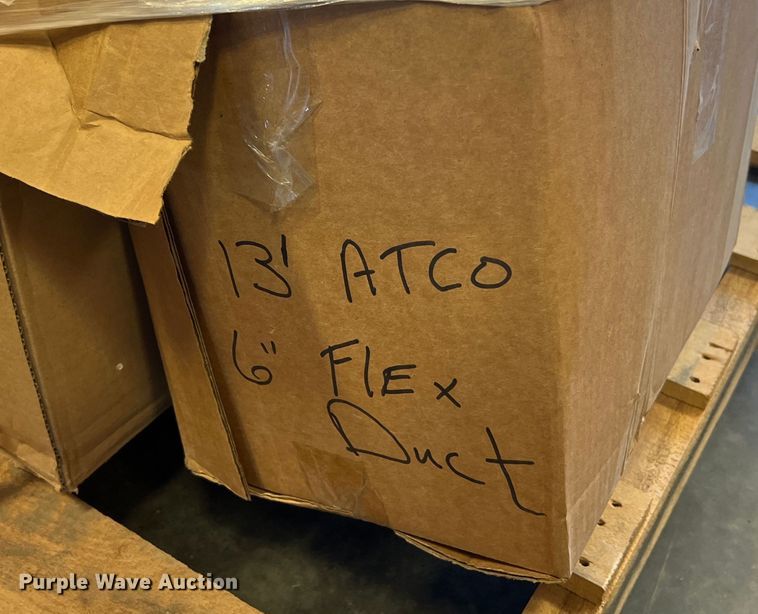 13' ATCO
6" FlEx
Duct
Purple Wave Auction